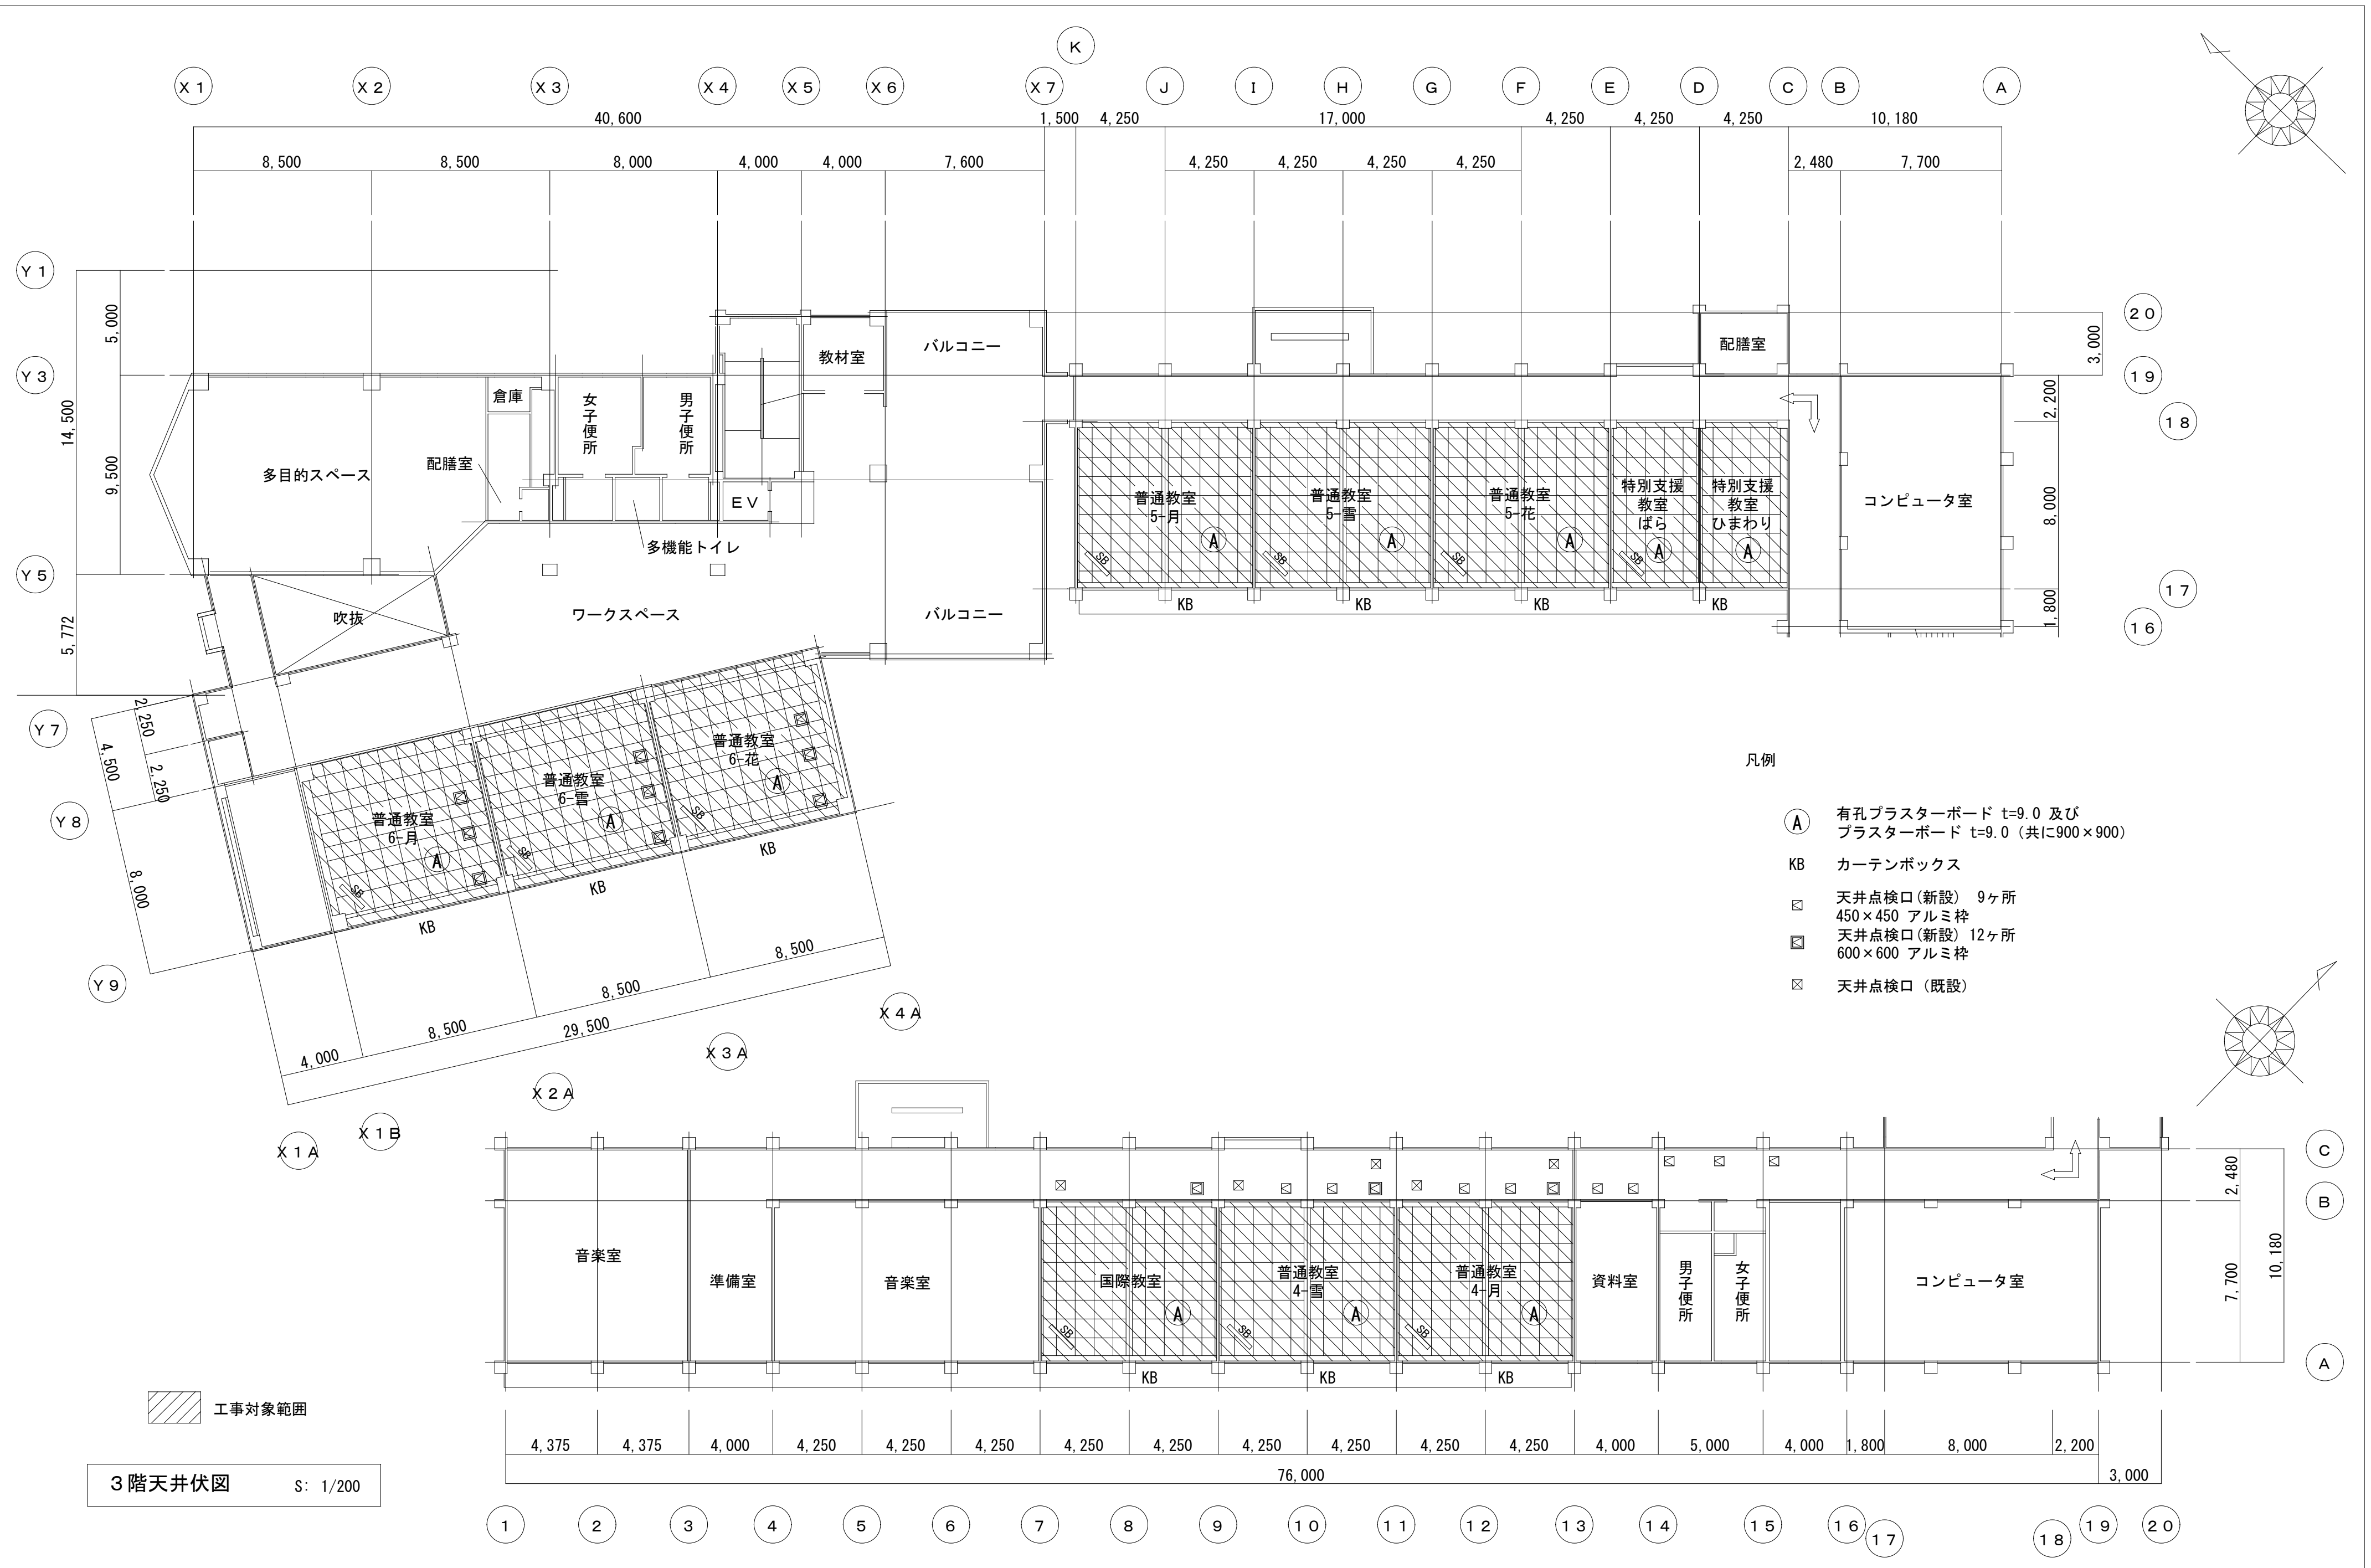 K
X1 X2 X3 X4 X5 X6 X7 J I H G F E D C B A
40,600 1,500 4,250 17,000 4,250 4,250 4,250 10,180
8,500 8,500 8,000 4,000 4,000 7,600 4,250 4,250 4,250 4,250 2,480 7,700
Y1
Y3
Y5
Y7
Y8
Y9
5,000
14,500
9,500
5,772
2,250
4,500
2,250
8,000
20
19
18
17
16
3,000
2,200
8,000
1,800
教材室
バルコニー
配膳室
倉庫
女子便所
男子便所
多目的スペース
配膳室
EV
多機能トイレ
吹抜
ワークスペース
バルコニー
普通教室
5-月
A
SB
普通教室
5-雪
A
SB
普通教室
5-花
A
SB
特別支援
教室
ばら
A
SB
特別支援
教室
ひまわり
A
コンピュータ室
KB KB KB KB
普通教室
6-花
A
SB
普通教室
6-雪
A
SB
普通教室
6-月
A
SB
KB
KB
KB
8,500
8,500
8,500
29,500
4,000
X4A
X3A
X2A
X1B
X1A
凡例
A 有孔プラスターボード t=9.0 及び
プラスターボード t=9.0 (共に900×900)
KB カーテンボックス
天井点検口(新設) 9ヶ所
450×450 アルミ枠
天井点検口(新設) 12ヶ所
600×600 アルミ枠
天井点検口 (既設)
C
B
A
2,480
7,700
10,180
音楽室
準備室
音楽室
国際教室
A
SB
普通教室
4-雪
A
SB
普通教室
4-月
A
SB
資料室
男子便所
女子便所
コンピュータ室
KB KB KB
4,375 4,375 4,000 4,250 4,250 4,250 4,250 4,250 4,250 4,250 4,250 4,250 4,000 5,000 4,000 1,800 8,000 2,200
76,000 3,000
1 2 3 4 5 6 7 8 9 10 11 12 13 14 15 16 17 18 19 20
工事対象範囲
3階天井伏図 S: 1/200